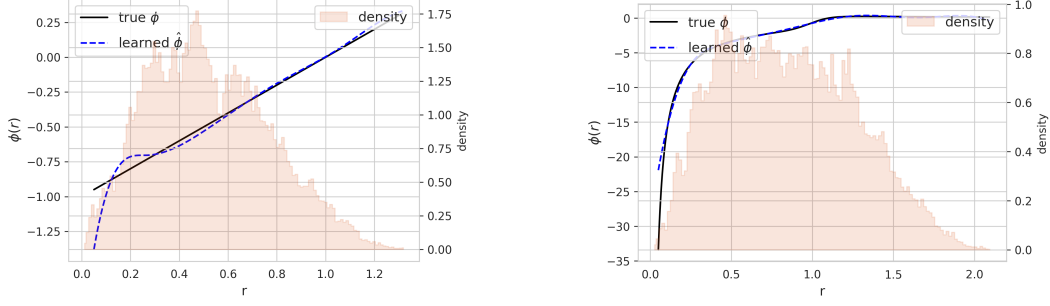 true ϕ
learned ϕ̂
density
0.25
0.00
−0.25
−0.50
−0.75
−1.00
−1.25
ϕ(r)
1.75
1.50
1.25
1.00
0.75
0.50
0.25
0.00
density
0.0 0.2 0.4 0.6 0.8 1.0 1.2
r
true ϕ
learned ϕ̂
density
0
−5
−10
−15
−20
−25
−30
−35
ϕ(r)
1.0
0.8
0.6
0.4
0.2
0.0
density
0.0 0.5 1.0 1.5 2.0
r